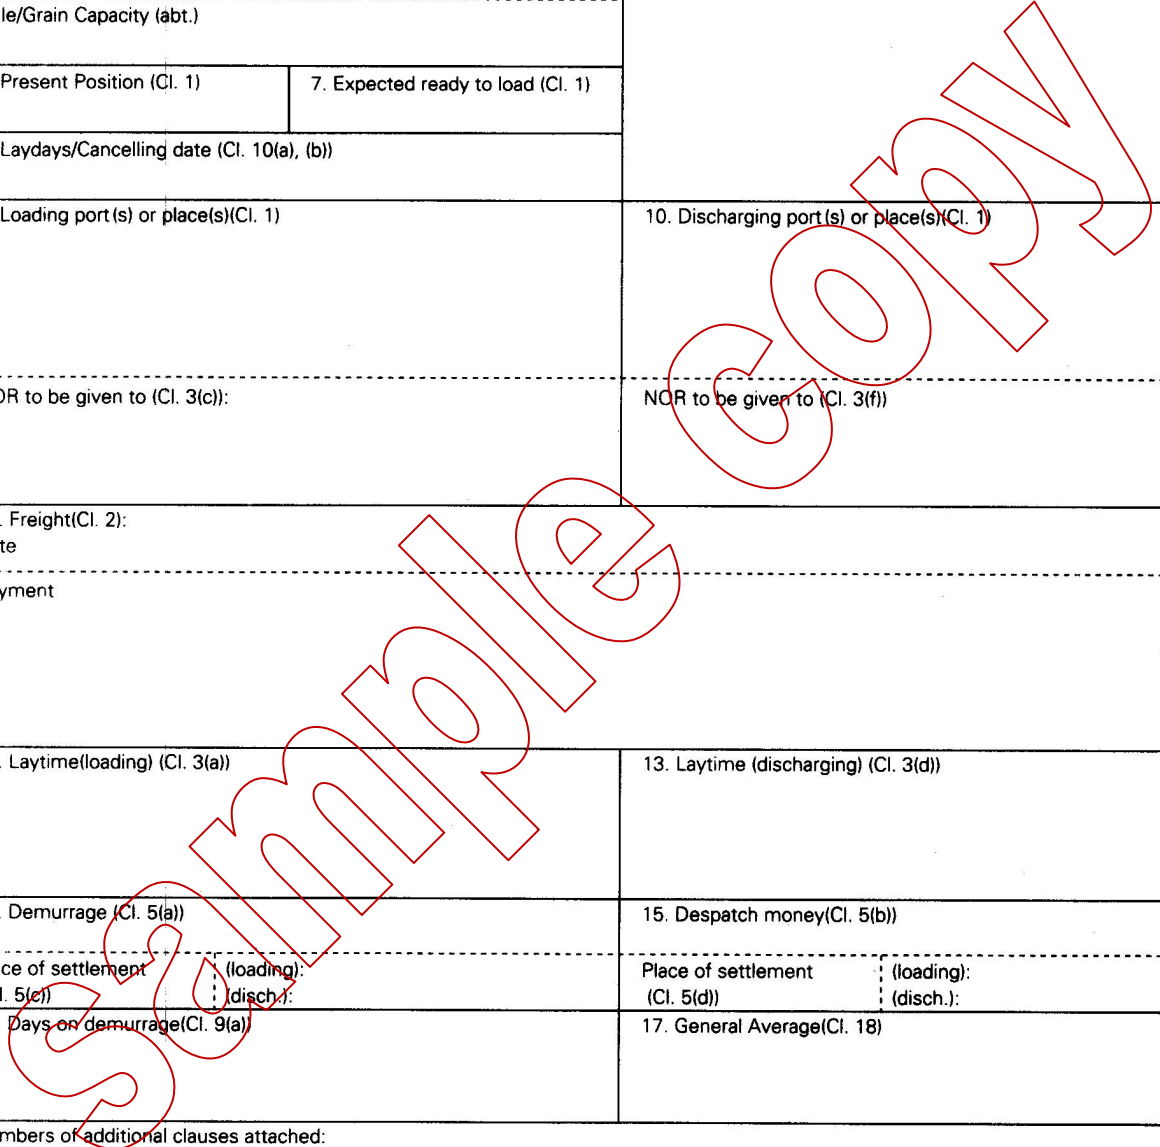 le/Grain Capacity (abt.)
Present Position (Cl. 1)
7. Expected ready to load (Cl. 1)
Laydays/Cancelling date (Cl. 10(a), (b))
Loading port(s) or place(s)(Cl. 1)
10. Discharging port(s) or place(s)(Cl. 1)
OR to be given to (Cl. 3(c)):
NOR to be given to (Cl. 3(f))
. Freight(Cl. 2):
te
yment
. Laytime(loading) (Cl. 3(a))
13. Laytime (discharging) (Cl. 3(d))
. Demurrage (Cl. 5(a))
15. Despatch money(Cl. 5(b))
ce of settlement
(loading):
l. 5(c))
(disch.):
Place of settlement
(loading):
(Cl. 5(d))
(disch.):
Days on demurrage(Cl. 9(a))
17. General Average(Cl. 18)
mbers of additional clauses attached:
sample copy